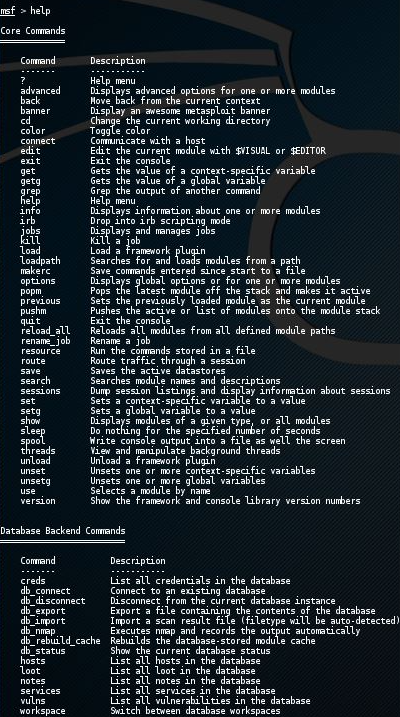 msf > help

Core Commands
=============

    Command       Description
    -------       -----------
    ?             Help menu
    advanced      Displays advanced options for one or more modules
    back          Move back from the current context
    banner        Display an awesome metasploit banner
    cd            Change the current working directory
    color         Toggle color
    connect       Communicate with a host
    edit          Edit the current module with $VISUAL or $EDITOR
    exit          Exit the console
    get           Gets the value of a context-specific variable
    getg          Gets the value of a global variable
    grep          Grep the output of another command
    help          Help menu
    info          Displays information about one or more modules
    irb           Drop into irb scripting mode
    jobs          Displays and manages jobs
    kill          Kill a job
    load          Load a framework plugin
    loadpath      Searches for and loads modules from a path
    makerc        Save commands entered since start to a file
    options       Displays global options or for one or more modules
    popm          Pops the latest module off the stack and makes it active
    previous      Sets the previously loaded module as the current module
    pushm         Pushes the active or list of modules onto the module stack
    quit          Exit the console
    reload_all    Reloads all modules from all defined module paths
    rename_job    Rename a job
    resource      Run the commands stored in a file
    route         Route traffic through a session
    save          Saves the active datastores
    search        Searches module names and descriptions
    sessions      Dump session listings and display information about sessions
    set           Sets a context-specific variable to a value
    setg          Sets a global variable to a value
    show          Displays modules of a given type, or all modules
    sleep         Do nothing for the specified number of seconds
    spool         Write console output into a file as well the screen
    threads       View and manipulate background threads
    unload        Unload a framework plugin
    unset         Unsets one or more context-specific variables
    unsetg        Unsets one or more global variables
    use           Selects a module by name
    version       Show the framework and console library version numbers

Database Backend Commands
=========================

    Command           Description
    -------           -----------
    creds             List all credentials in the database
    db_connect        Connect to an existing database
    db_disconnect     Disconnect from the current database instance
    db_export         Export a file containing the contents of the database
    db_import         Import a scan result file (filetype will be auto-detected)
    db_nmap           Executes nmap and records the output automatically
    db_rebuild_cache  Rebuilds the database-stored module cache
    db_status         Show the current database status
    hosts             List all hosts in the database
    loot              List all loot in the database
    notes             List all notes in the database
    services          List all services in the database
    vulns             List all vulnerabilities in the database
    workspace         Switch between database workspaces